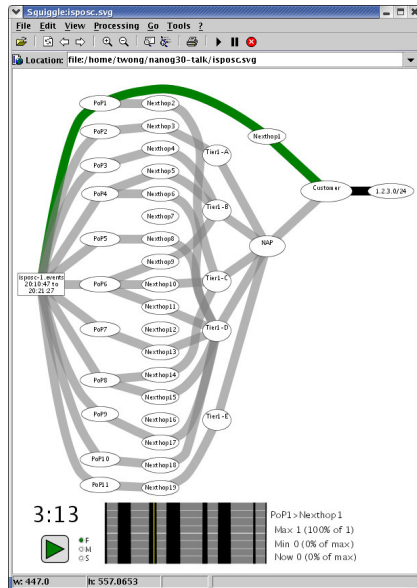 Squiggle:isposc.svg
File Edit View Processing Go Tools ?
Location: file:/home/twong/nanog30-talk/isposc.svg
PoP1
Nexthop2
PoP2
Nexthop3
Nexthop1
PoP3
Nexthop4
Tier1-A
PoP4
Nexthop5
Nexthop6
Customer
1.2.3.0/24
Nexthop7
Tier1-B
PoP5
Nexthop8
NAP
Nexthop9
isposc-1.events
20:10:47 to
20:21:27
PoP6
Nexthop10
Tier1-C
Nexthop11
PoP7
Nexthop12
Tier1-D
Nexthop13
PoP8
Nexthop14
Nexthop15
PoP9
Nexthop16
Tier1-E
Nexthop17
PoP10
Nexthop18
PoP11
Nexthop19
3:13
F
M
S
PoP1>Nexthop1
Max 1 (100% of 1)
Min 0 (0% of max)
Now 0 (0% of max)
w: 447.0 h: 557.0653